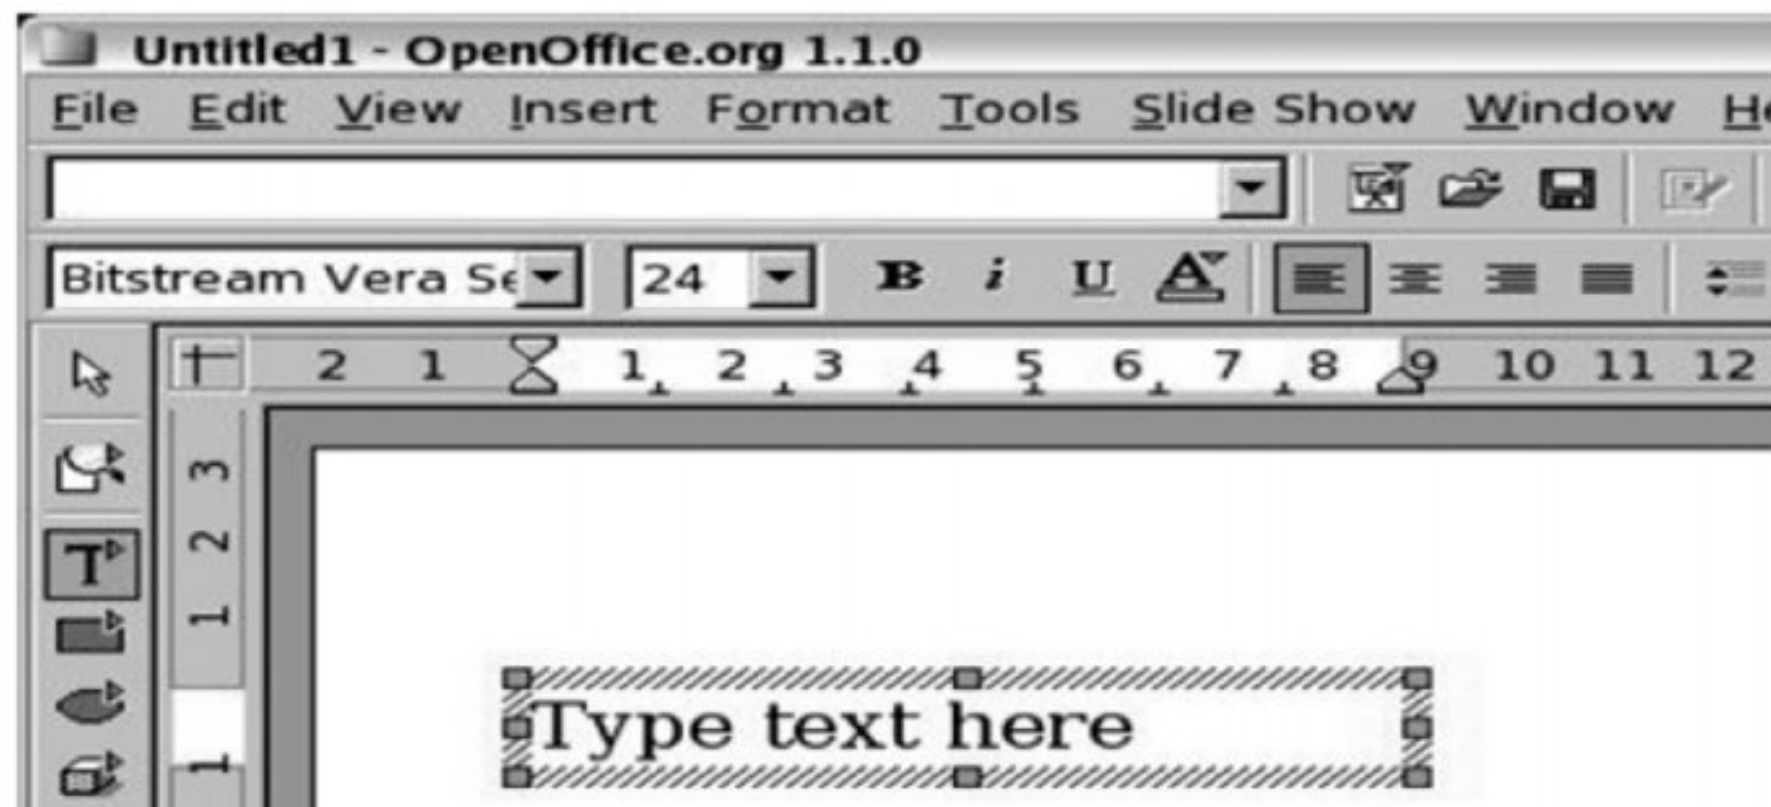 Untitled1 - OpenOffice.org 1.1.0
File Edit View Insert Format Tools Slide Show Window He
Bitstream Vera Se 24 B i U A
2 1 1 2 3 4 5 6 7 8 9 10 11 12
3
2
T
1
Type text here
1